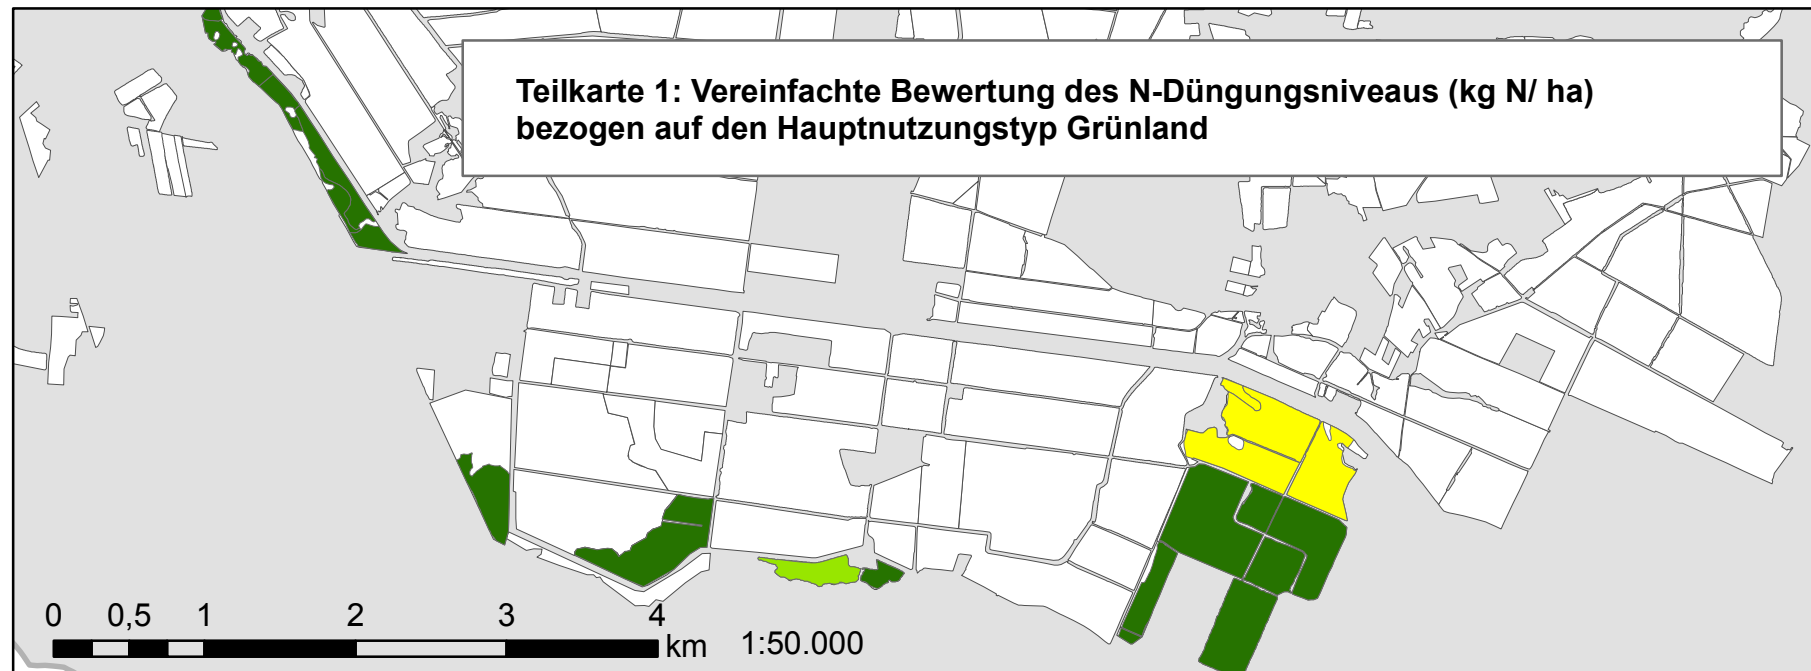 Teilkarte 1: Vereinfachte Bewertung des N-Düngungsniveaus (kg N/ ha)
bezogen auf den Hauptnutzungstyp Grünland
0 0,5 1 2 3 4
km 1:50.000